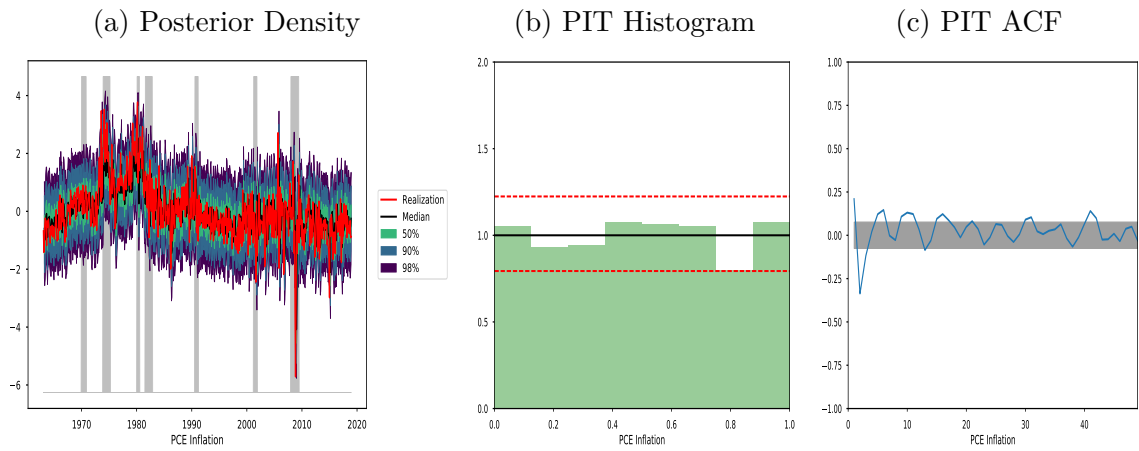 (a) Posterior Density
4
2
0
−2
−4
−6
1970 1980 1990 2000 2010 2020
PCE Inflation
Realization
Median
50%
90%
98%
(b) PIT Histogram
2.0
1.5
1.0
0.5
0.0
0.0 0.2 0.4 0.6 0.8 1.0
PCE Inflation
(c) PIT ACF
1.00
0.75
0.50
0.25
0.00
−0.25
−0.50
−0.75
−1.00
0 10 20 30 40
PCE Inflation